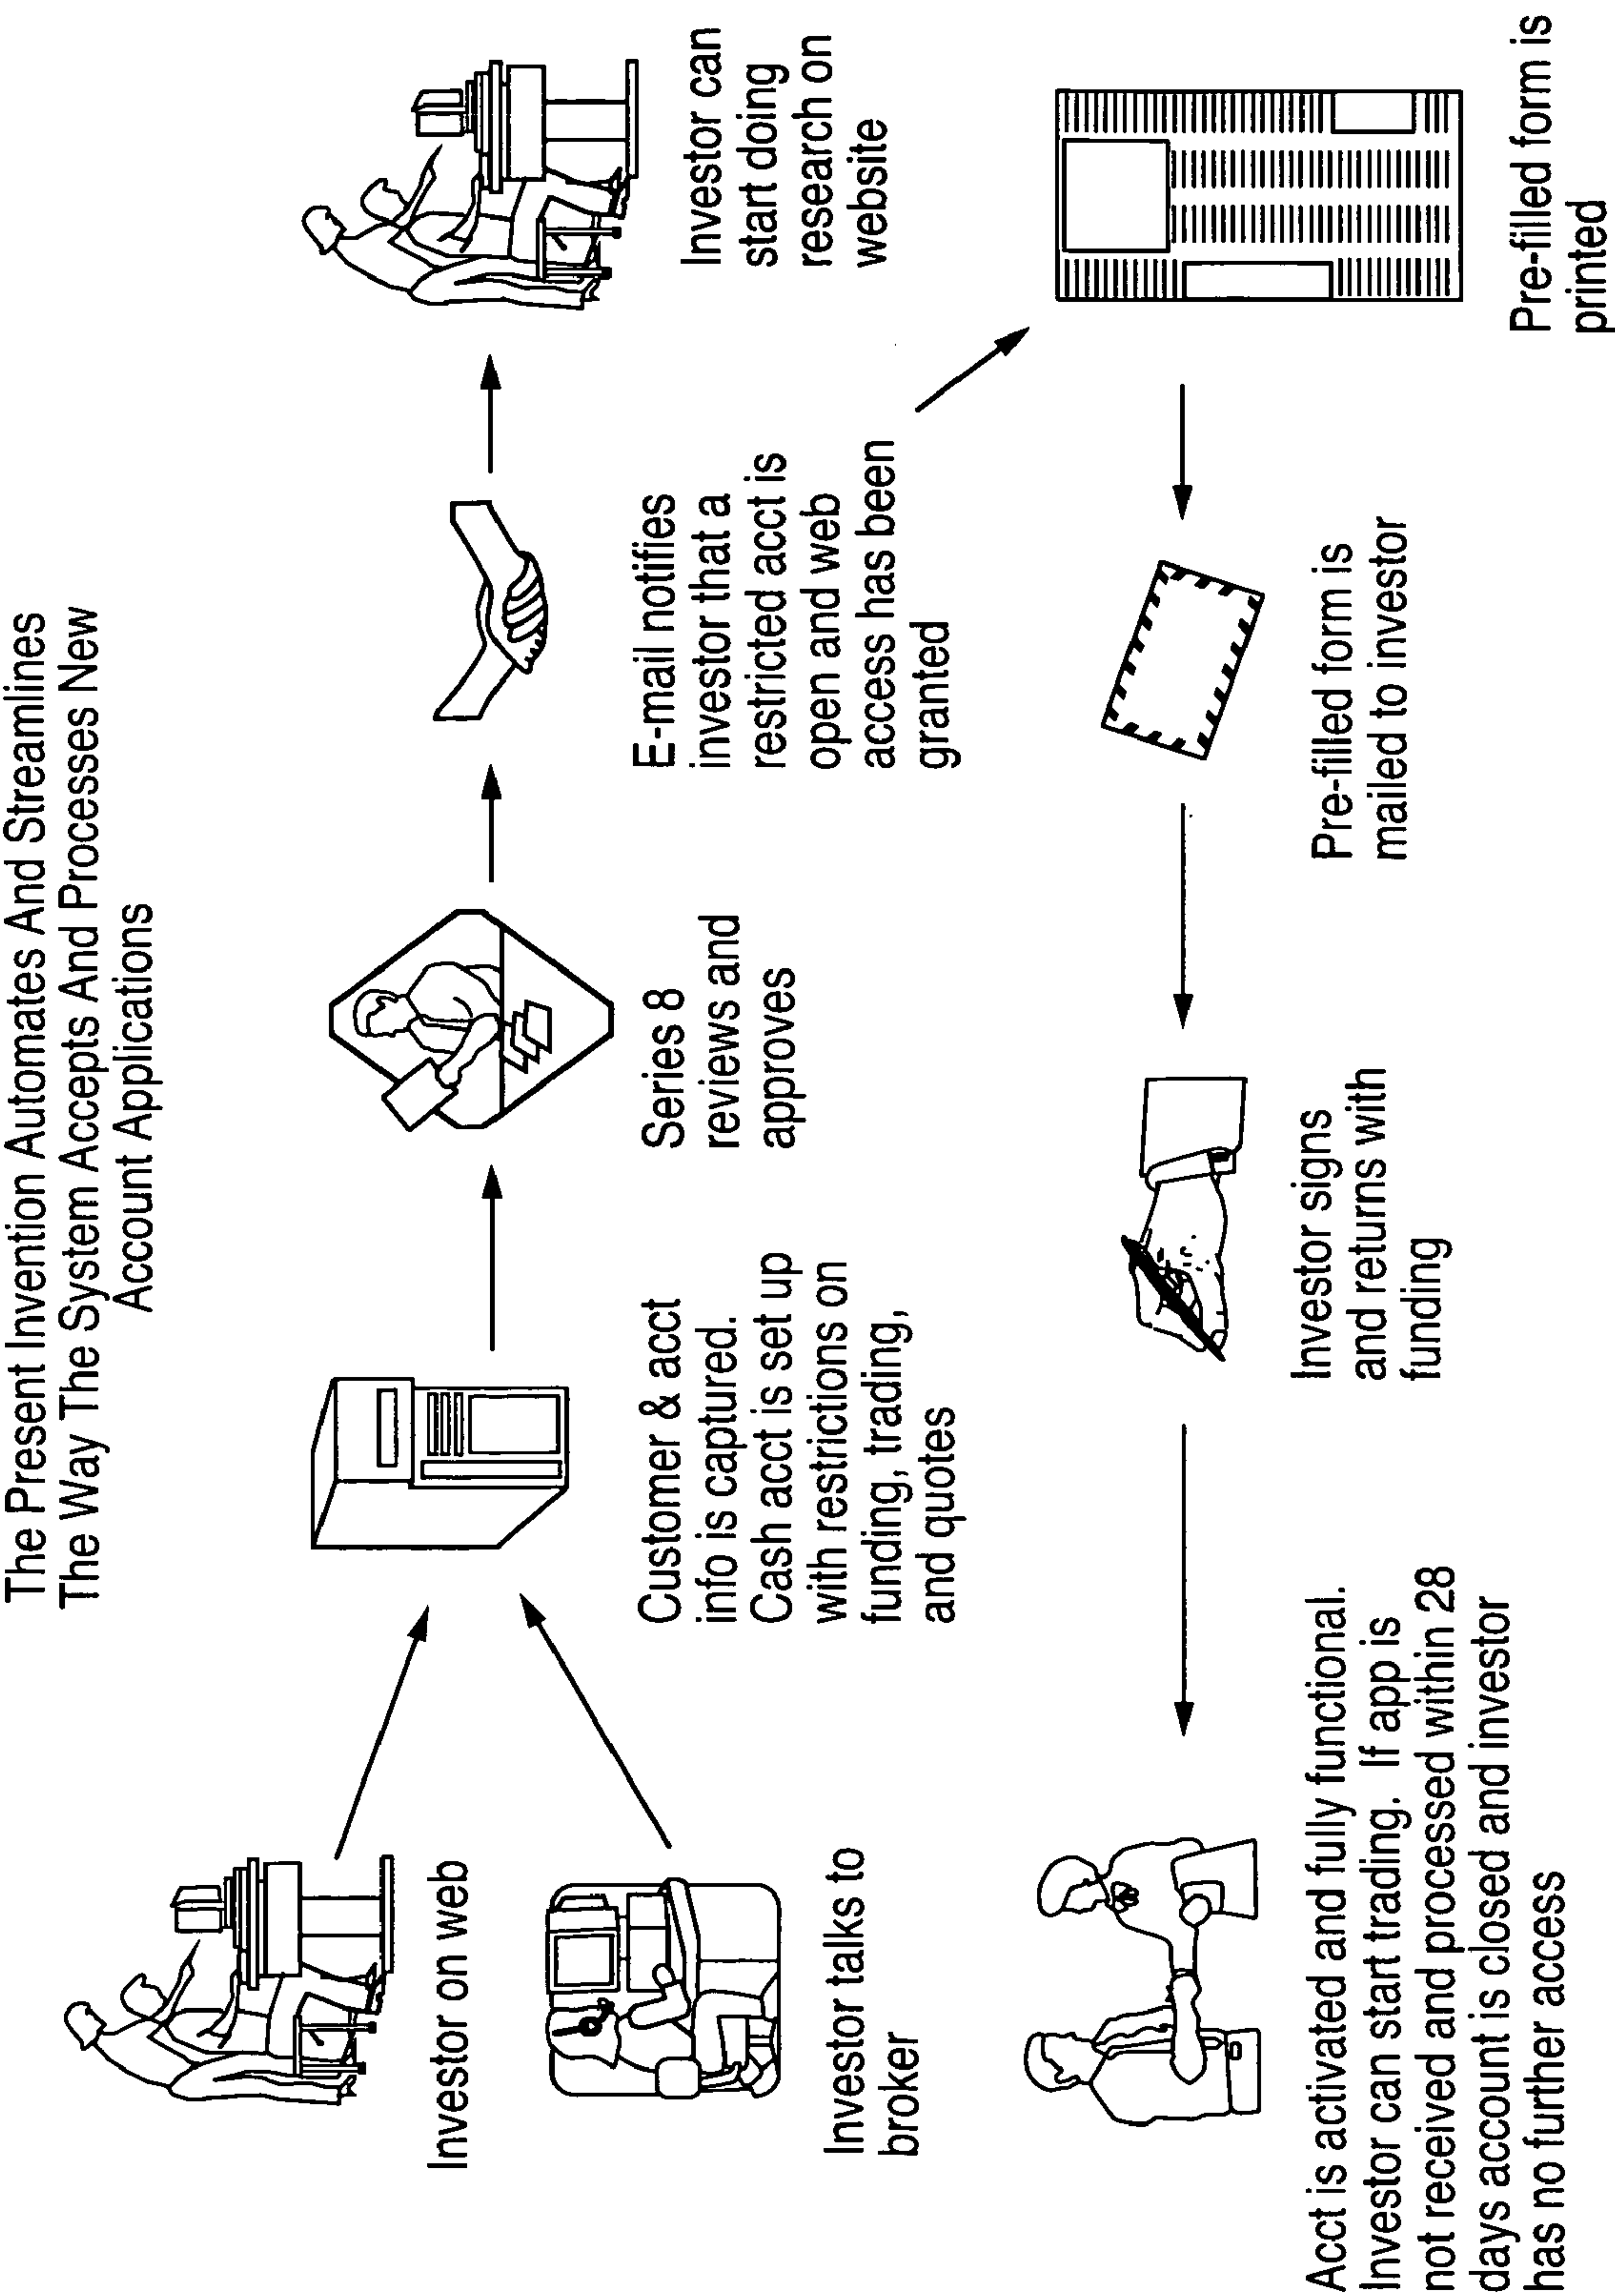 The Present Invention Automates And Streamlines
The Way The System Accepts And Processes New
Account Applications
Investor on web
Investor talks to
broker
Customer & acct
info is captured.
Cash acct is set up
with restrictions on
funding, trading,
and quotes
Series 8
reviews and
approves
E-mail notifies
investor that a
restricted acct is
open and web
access has been
granted
Investor can
start doing
research on
website
Pre-filled form is
printed
Pre-filled form is
mailed to investor
Investor signs
and returns with
funding
Acct is activated and fully functional.
Investor can start trading. If app is
not received and processed within 28
days account is closed and investor
has no further access